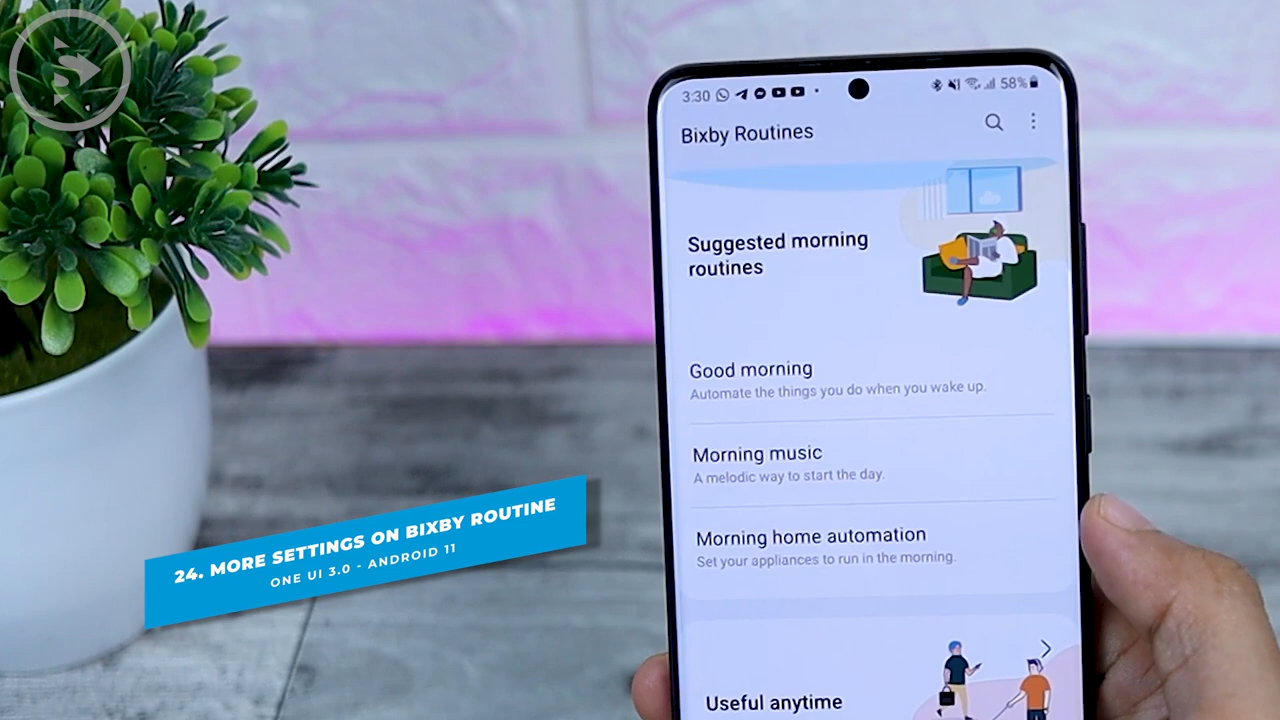 3:30
58%
Bixby Routines
Suggested morning
routines
Good morning
Automate the things you do when you wake up.
Morning music
A melodic way to start the day.
Morning home automation
Set your appliances to run in the morning.
Useful anytime
24. MORE SETTINGS ON BIXBY ROUTINE
ONE UI 3.0 - ANDROID 11